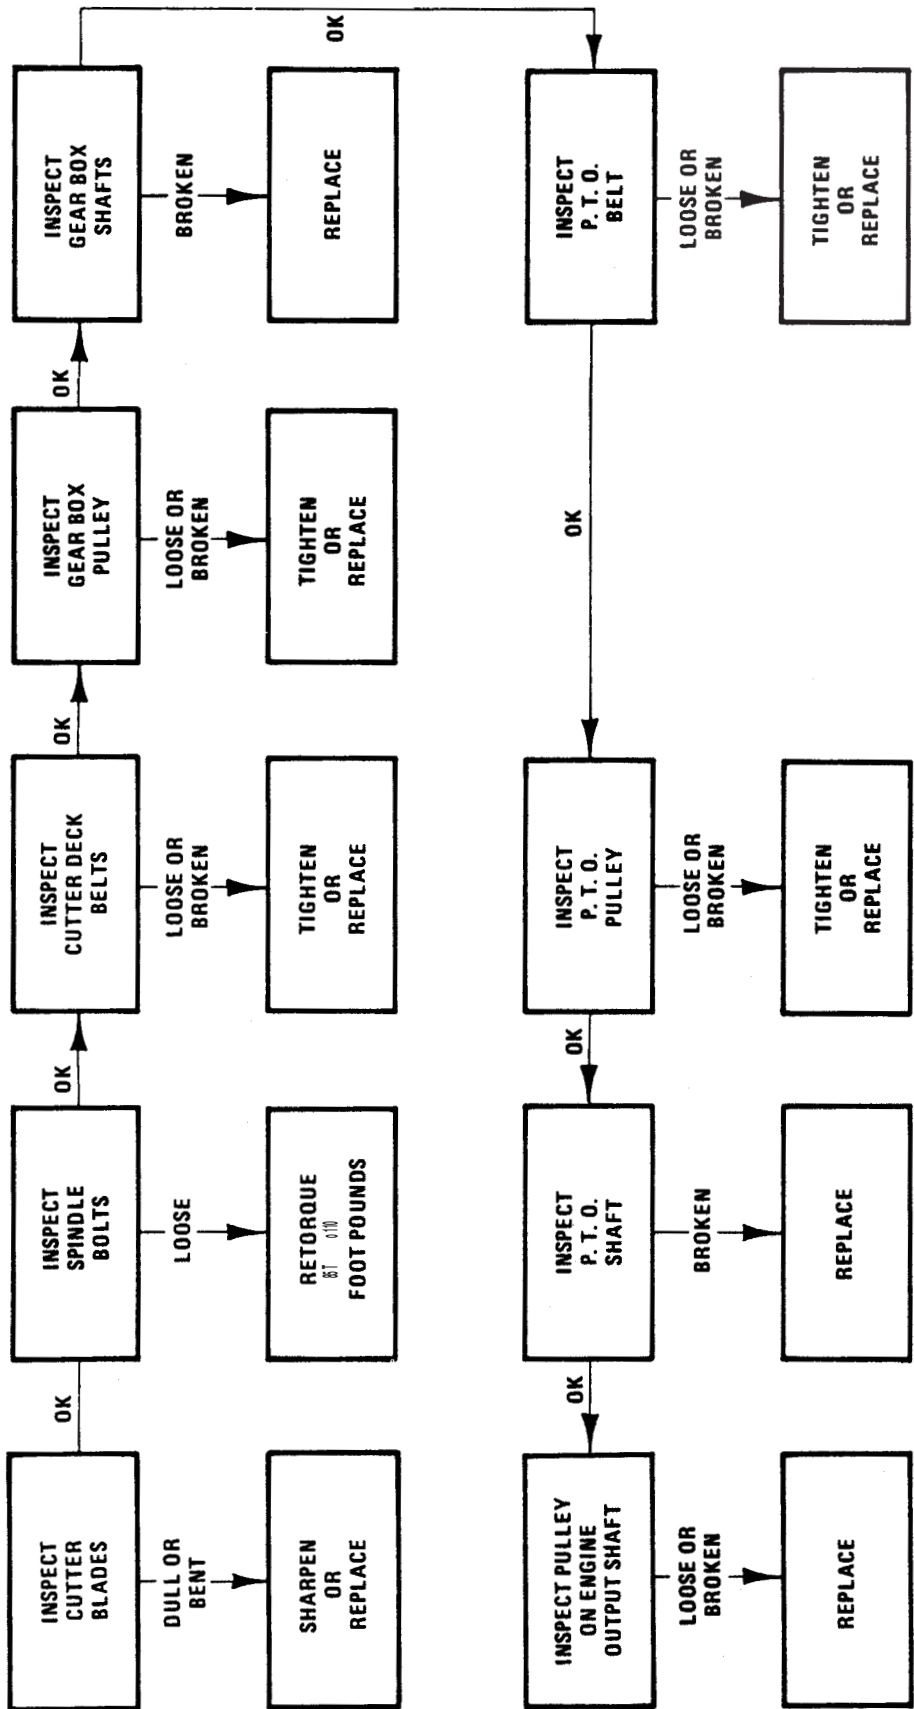 INSPECT
CUTTER
BLADES
OK
INSPECT
SPINDLE
BOLTS
OK
INSPECT
CUTTER DECK
BELTS
OK
INSPECT
GEAR BOX
PULLEY
OK
INSPECT
GEAR BOX
SHAFTS
DULL OR
BENT
LOOSE
LOOSE OR
BROKEN
LOOSE OR
BROKEN
BROKEN
SHARPEN
OR
REPLACE
RETORQUE
FOOT POUNDS
TIGHTEN
OR
REPLACE
TIGHTEN
OR
REPLACE
REPLACE
OK
INSPECT PULLEY
ON ENGINE
OUTPUT SHAFT
OK
INSPECT
P. T. O.
SHAFT
OK
INSPECT
P. T. O.
PULLEY
OK
INSPECT
P. T. O.
BELT
LOOSE OR
BROKEN
BROKEN
LOOSE OR
BROKEN
LOOSE OR
BROKEN
REPLACE
REPLACE
TIGHTEN
OR
REPLACE
TIGHTEN
OR
REPLACE